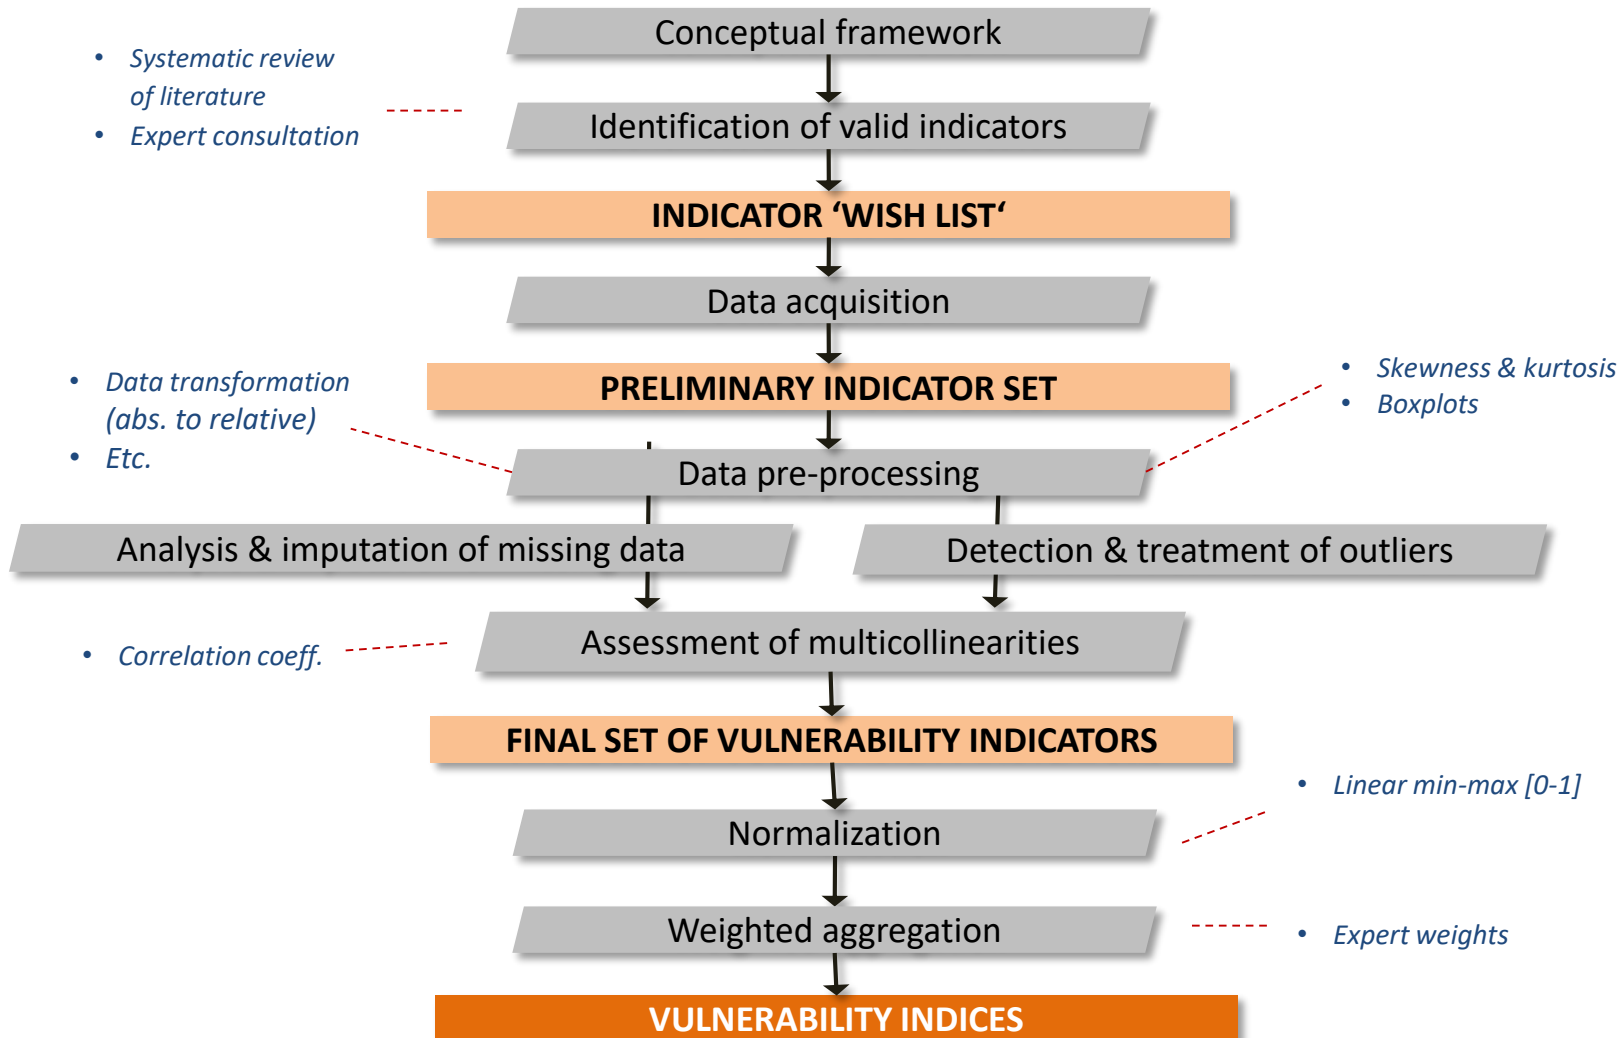 Conceptual framework
• Systematic review
of literature
• Expert consultation
Identification of valid indicators
INDICATOR ‘WISH LIST‘
Data acquisition
PRELIMINARY INDICATOR SET
• Data transformation
(abs. to relative)
• Etc.
• Skewness & kurtosis
• Boxplots
Data pre-processing
Analysis & imputation of missing data
Detection & treatment of outliers
Assessment of multicollinearities
• Correlation coeff.
FINAL SET OF VULNERABILITY INDICATORS
• Linear min-max [0-1]
Normalization
Weighted aggregation
• Expert weights
VULNERABILITY INDICES